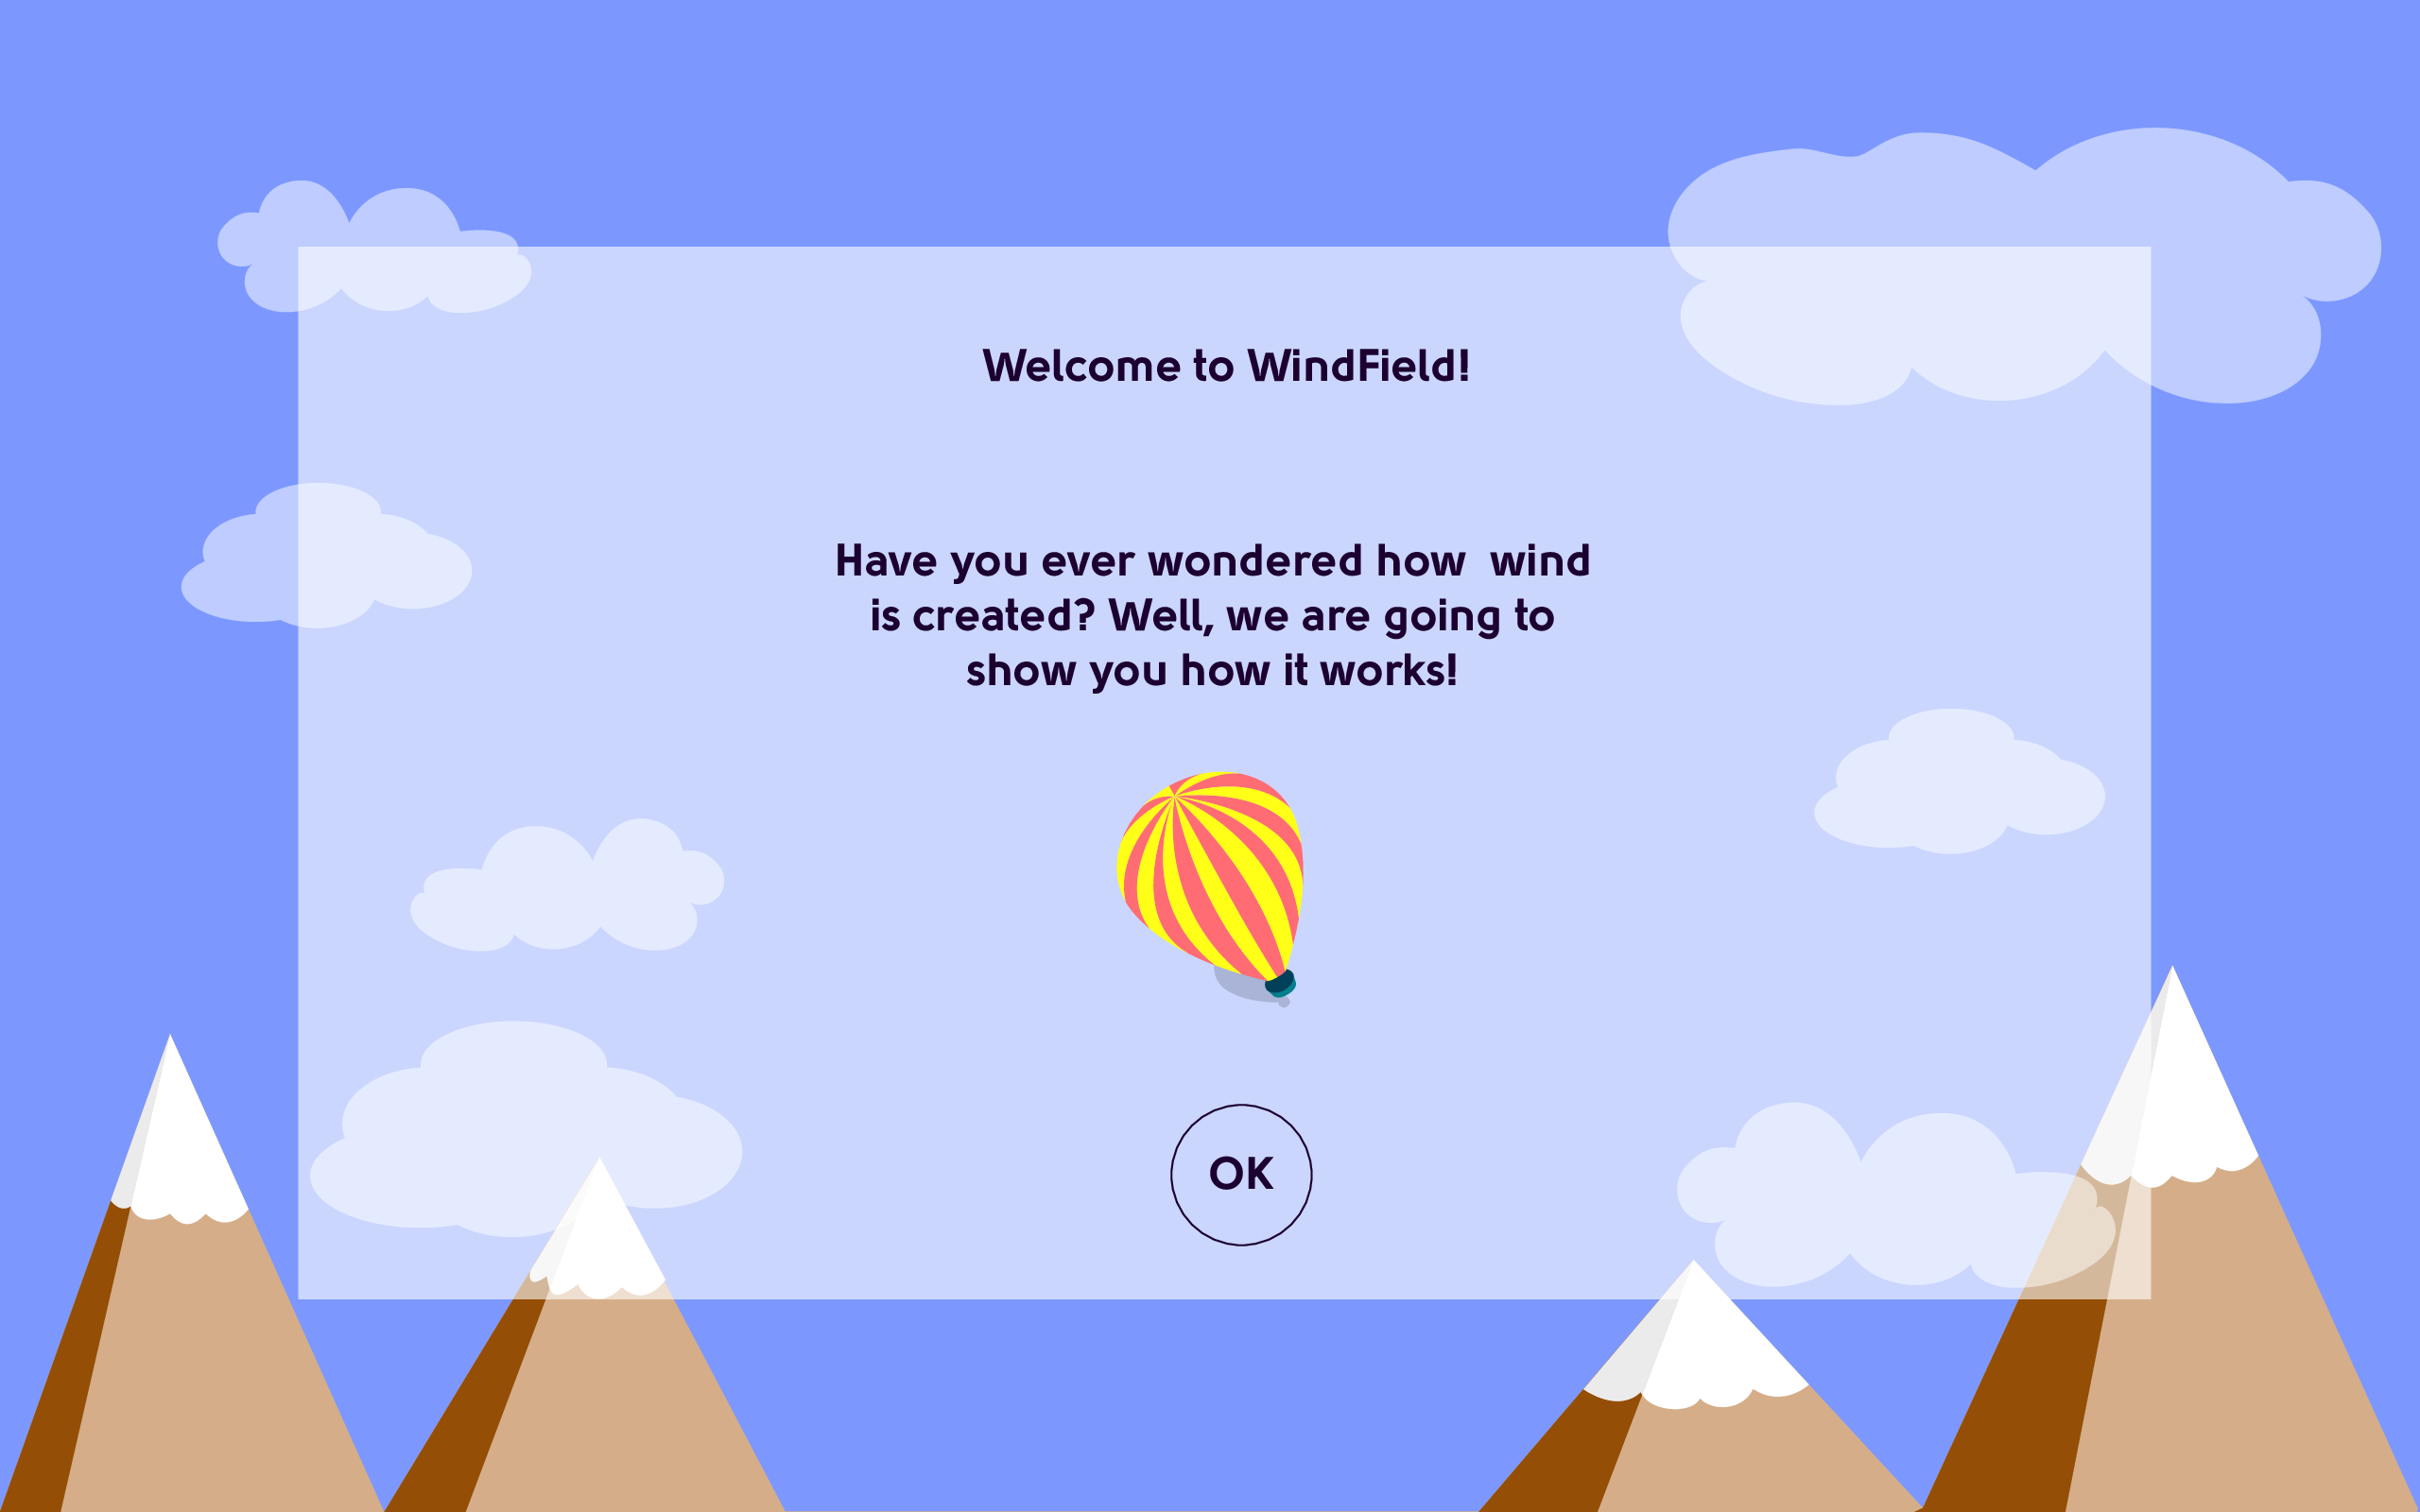 Welcome to WindField!
Have you ever wondered how  wind
is created? Well, we are going to
show you how it works!
OK